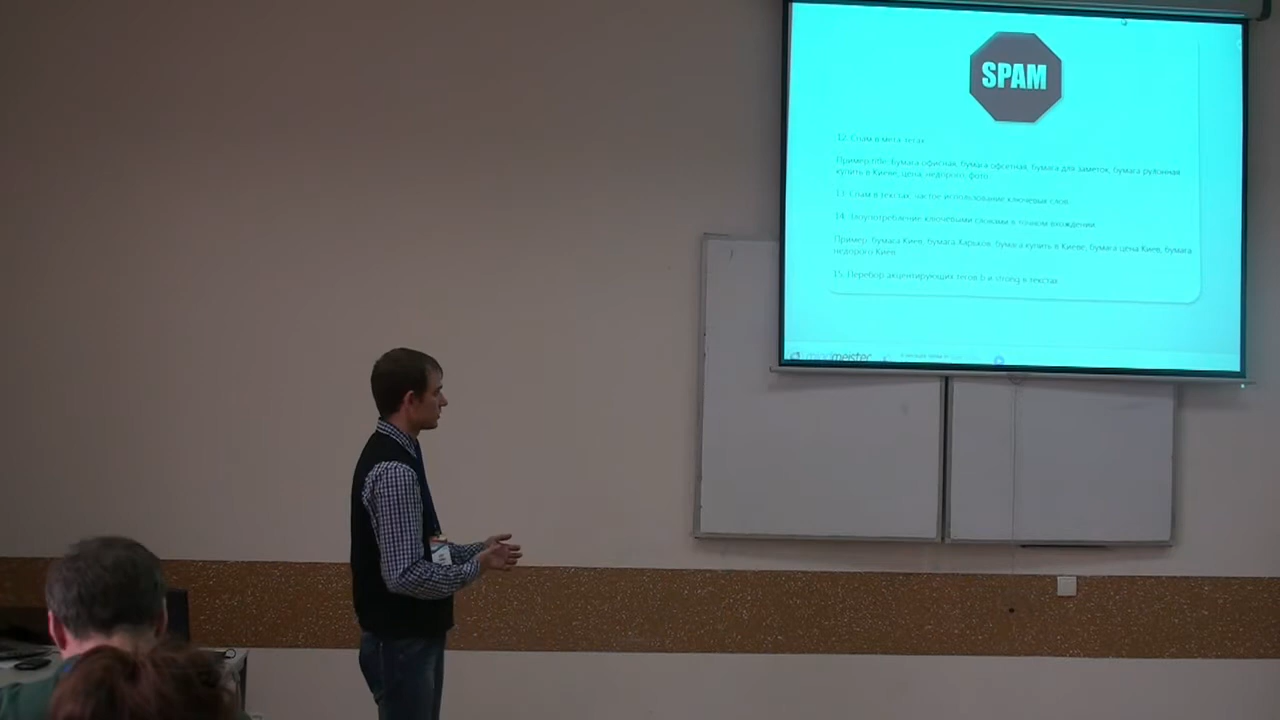 SPAM
12. Спам в мета тегах
Пример title: бумага офисная, бумага офсетная, бумага для заметок, бумага рулонная
купить в Киеве, цена, недорого, фото
13. Спам в текстах: частое использование ключевых слов
14. Злоупотребление ключевыми словами в точном вхождении
Пример: бумага Киев, бумага Харьков, бумага купить в Киеве, бумага цена Киев, бумага
недорого Киев
15. Перебор акцентирующих тегов b и strong в текстах
mindmeister